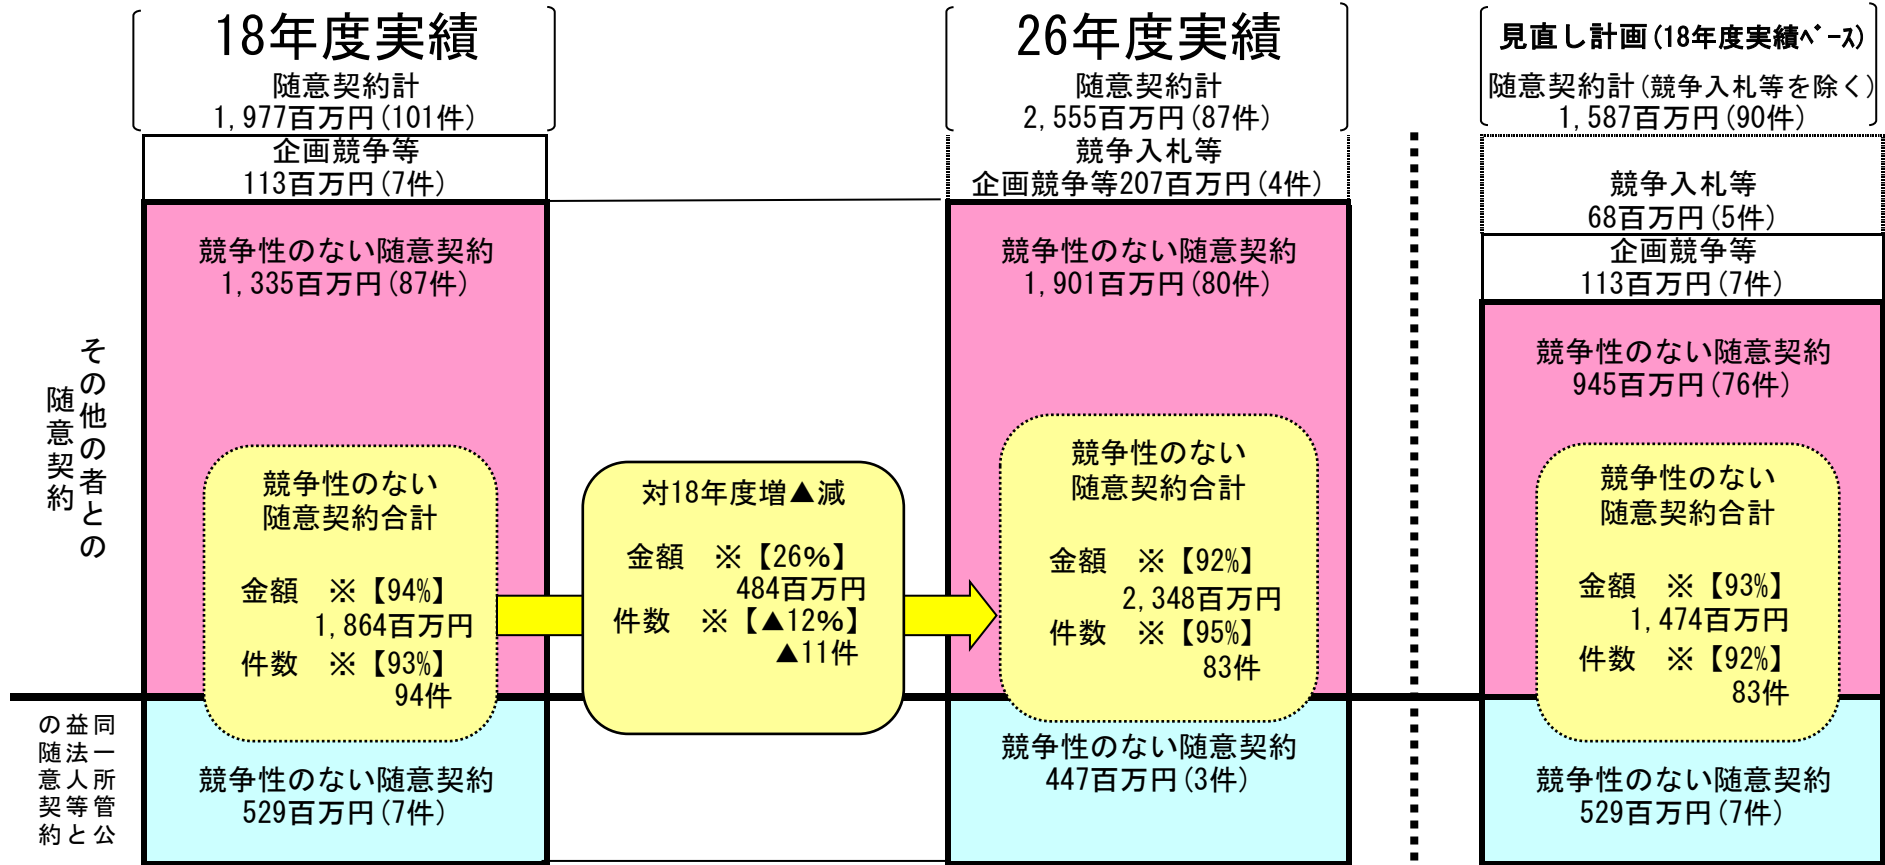 18年度実績
随意契約計
1,977百万円(101件)
企画競争等
113百万円(7件)
競争性のない随意契約
1,335百万円(87件)
競争性のない
随意契約合計
金額　※【94%】
1,864百万円
件数　※【93%】
94件
競争性のない随意契約
529百万円(7件)
対18年度増▲減
金額　※【26%】
484百万円
件数　※【▲12%】
▲11件
26年度実績
随意契約計
2,555百万円(87件)
競争入札等
企画競争等207百万円(4件)
競争性のない随意契約
1,901百万円(80件)
競争性のない
随意契約合計
金額　※【92%】
2,348百万円
件数　※【95%】
83件
競争性のない随意契約
447百万円(3件)
見直し計画(18年度実績ベース)
随意契約計(競争入札等を除く)
1,587百万円(90件)
競争入札等
68百万円(5件)
企画競争等
113百万円(7件)
競争性のない随意契約
945百万円(76件)
競争性のない
随意契約合計
金額　※【93%】
1,474百万円
件数　※【92%】
83件
競争性のない随意契約
529百万円(7件)
その他の者との
随意契約
同一所管公
益法人等と
の随意契約